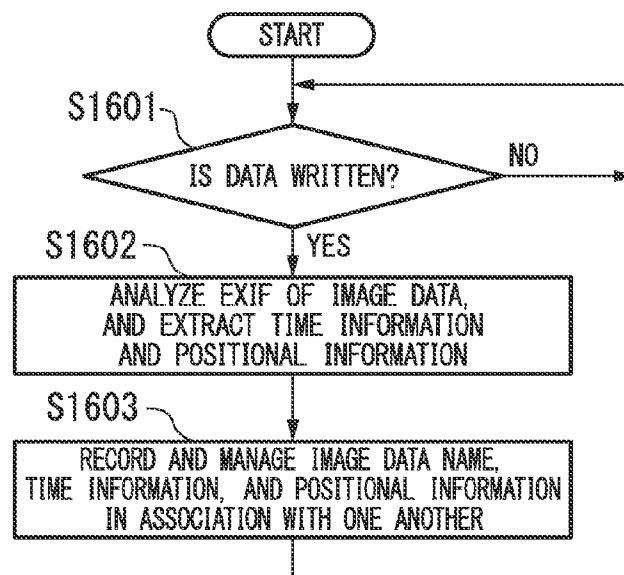 START
S1601
IS DATA WRITTEN?
NO
YES
S1602
ANALYZE EXIF OF IMAGE DATA,
AND EXTRACT TIME INFORMATION
AND POSITIONAL INFORMATION
S1603
RECORD AND MANAGE IMAGE DATA NAME,
TIME INFORMATION, AND POSITIONAL INFORMATION
IN ASSOCIATION WITH ONE ANOTHER